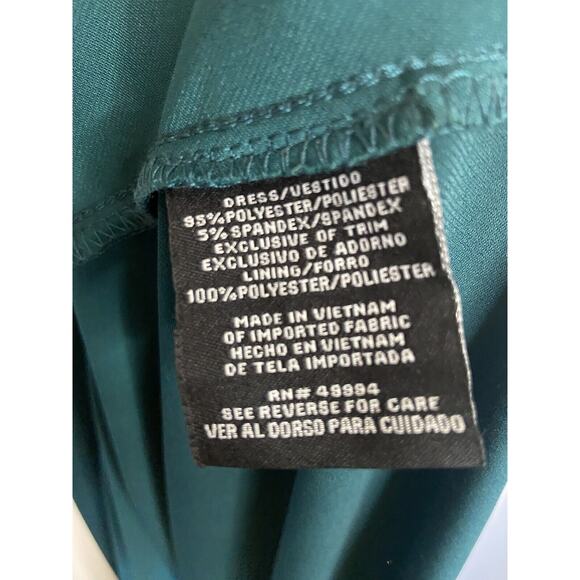 DRESS/VESTIDO
95%POLYESTER/POLIESTER
5% SPANDEX/SPANDEX
EXCLUSIVE OF TRIM
EXCLUSIVO DE ADORNO
LINING/FORRO
100%POLYESTER/POLIESTER
MADE IN VIETNAM
OF IMPORTED FABRIC
HECHO EN VIETNAM
DE TELA IMPORTADA
RN# 49994
SEE REVERSE FOR CARE
VER AL DORSO PARA CUIDADO